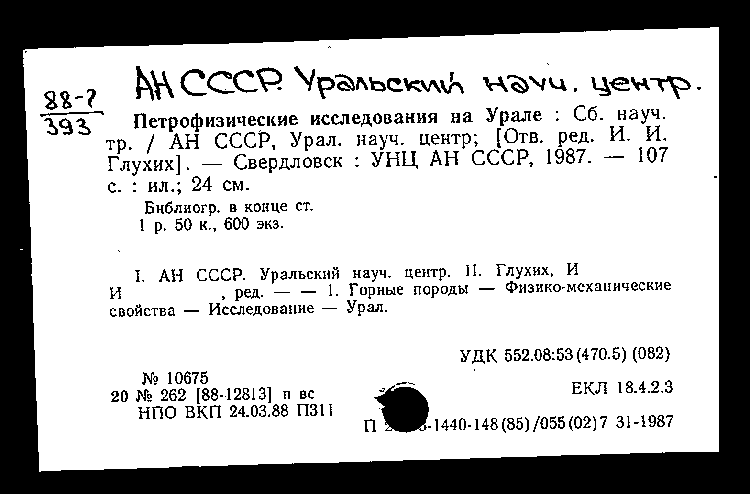 АН СССР. Уральский науч. центр.
88-7
393
Петрофизические исследования на Урале : Сб. науч.
тр. / АН СССР, Урал. науч. центр; [Отв. ред. И. И.
Глухих]. — Свердловск : УНЦ АН СССР, 1987. — 107
с. : ил.; 24 см.
Библиогр. в конце ст.
1 р. 50 к., 600 экз.
I. АН СССР. Уральский науч. центр. II. Глухих, И
И , ред. — — 1. Горные породы — Физико-механические
свойства — Исследование — Урал.
УДК 552.08:53(470.5) (082)
№ 10675
20 № 262 [88-12813] п вс
ЕКЛ 18.4.2.3
НПО ВКП 24.03.88 П311
П -1440-148(85)/055(02)7 31-1987